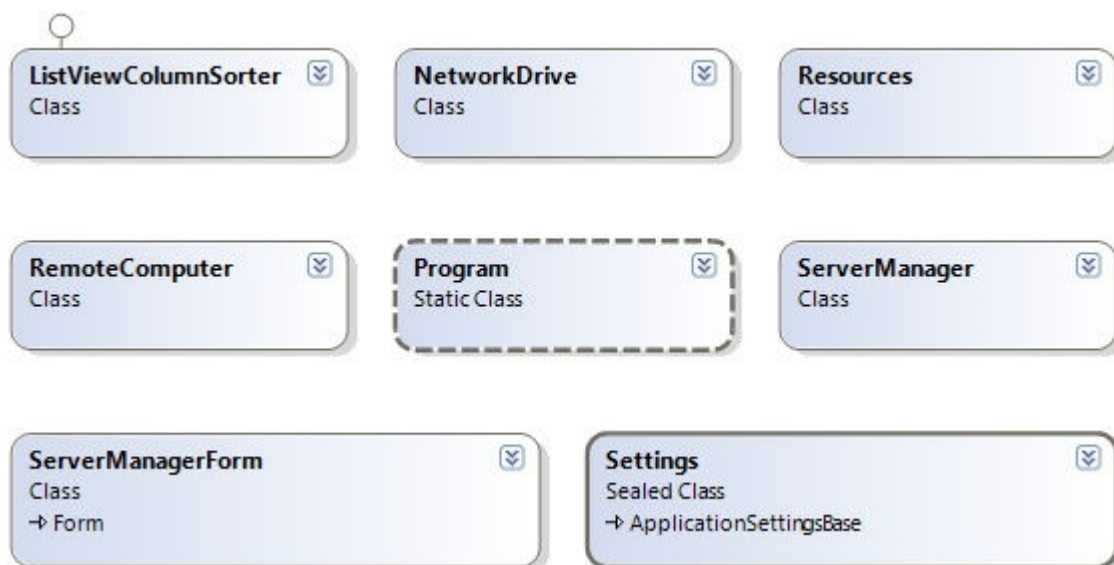 ListViewColumnSorter
Class
NetworkDrive
Class
Resources
Class
RemoteComputer
Class
Program
Static Class
ServerManager
Class
ServerManagerForm
Class
Form
Settings
Sealed Class
ApplicationSettingsBase